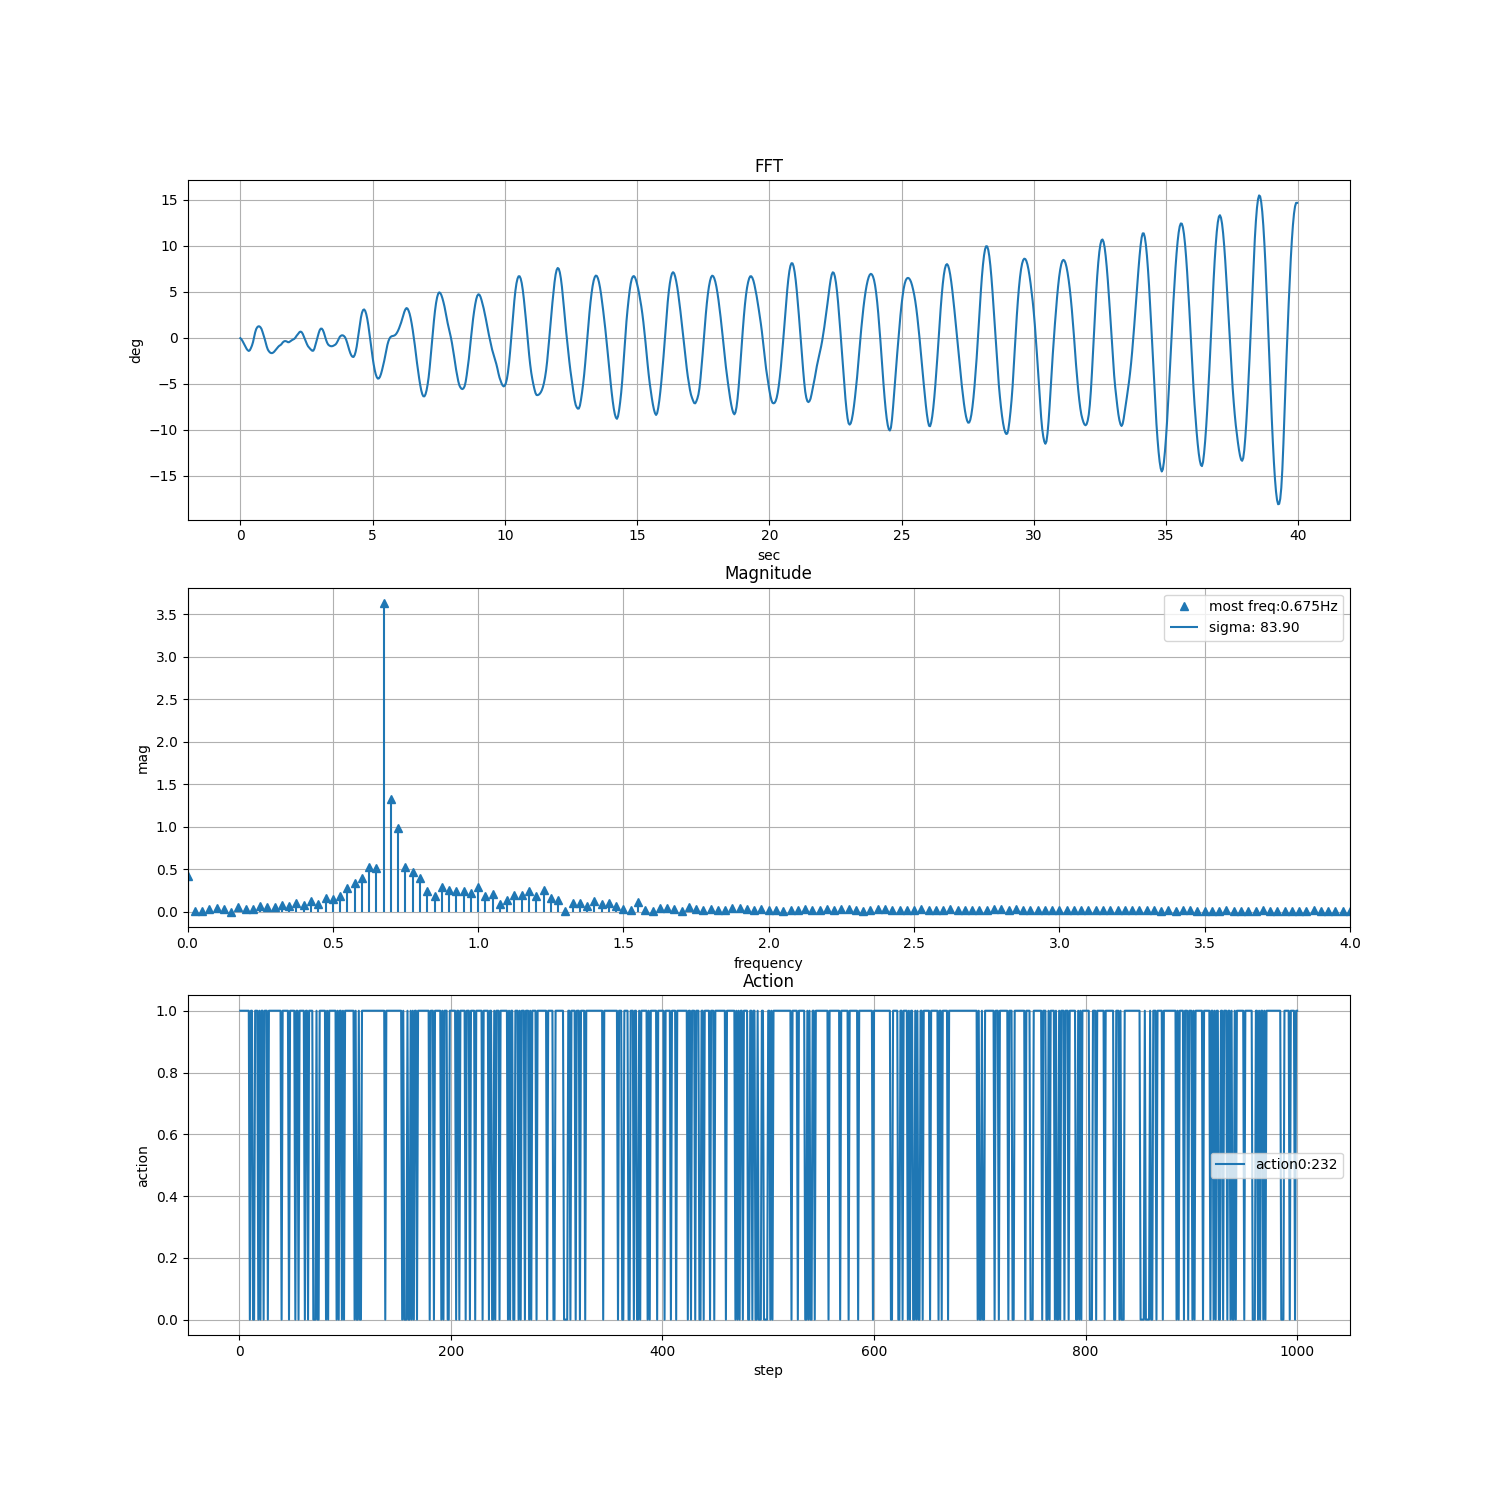 FFT
15
10
5
0
−5
−10
−15
deg
0 5 10 15 20 25 30 35 40
sec
Magnitude
3.5
3.0
2.5
2.0
1.5
1.0
0.5
0.0
mag
most freq:0.675Hz
sigma: 83.90
0.0 0.5 1.0 1.5 2.0 2.5 3.0 3.5 4.0
frequency
Action
1.0
0.8
0.6
0.4
0.2
0.0
action
action0:232
0 200 400 600 800 1000
step